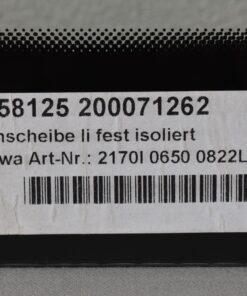 58125 200071262
nscheibe li fest isoliert
wa Art-Nr.: 2170I 0650 0822L